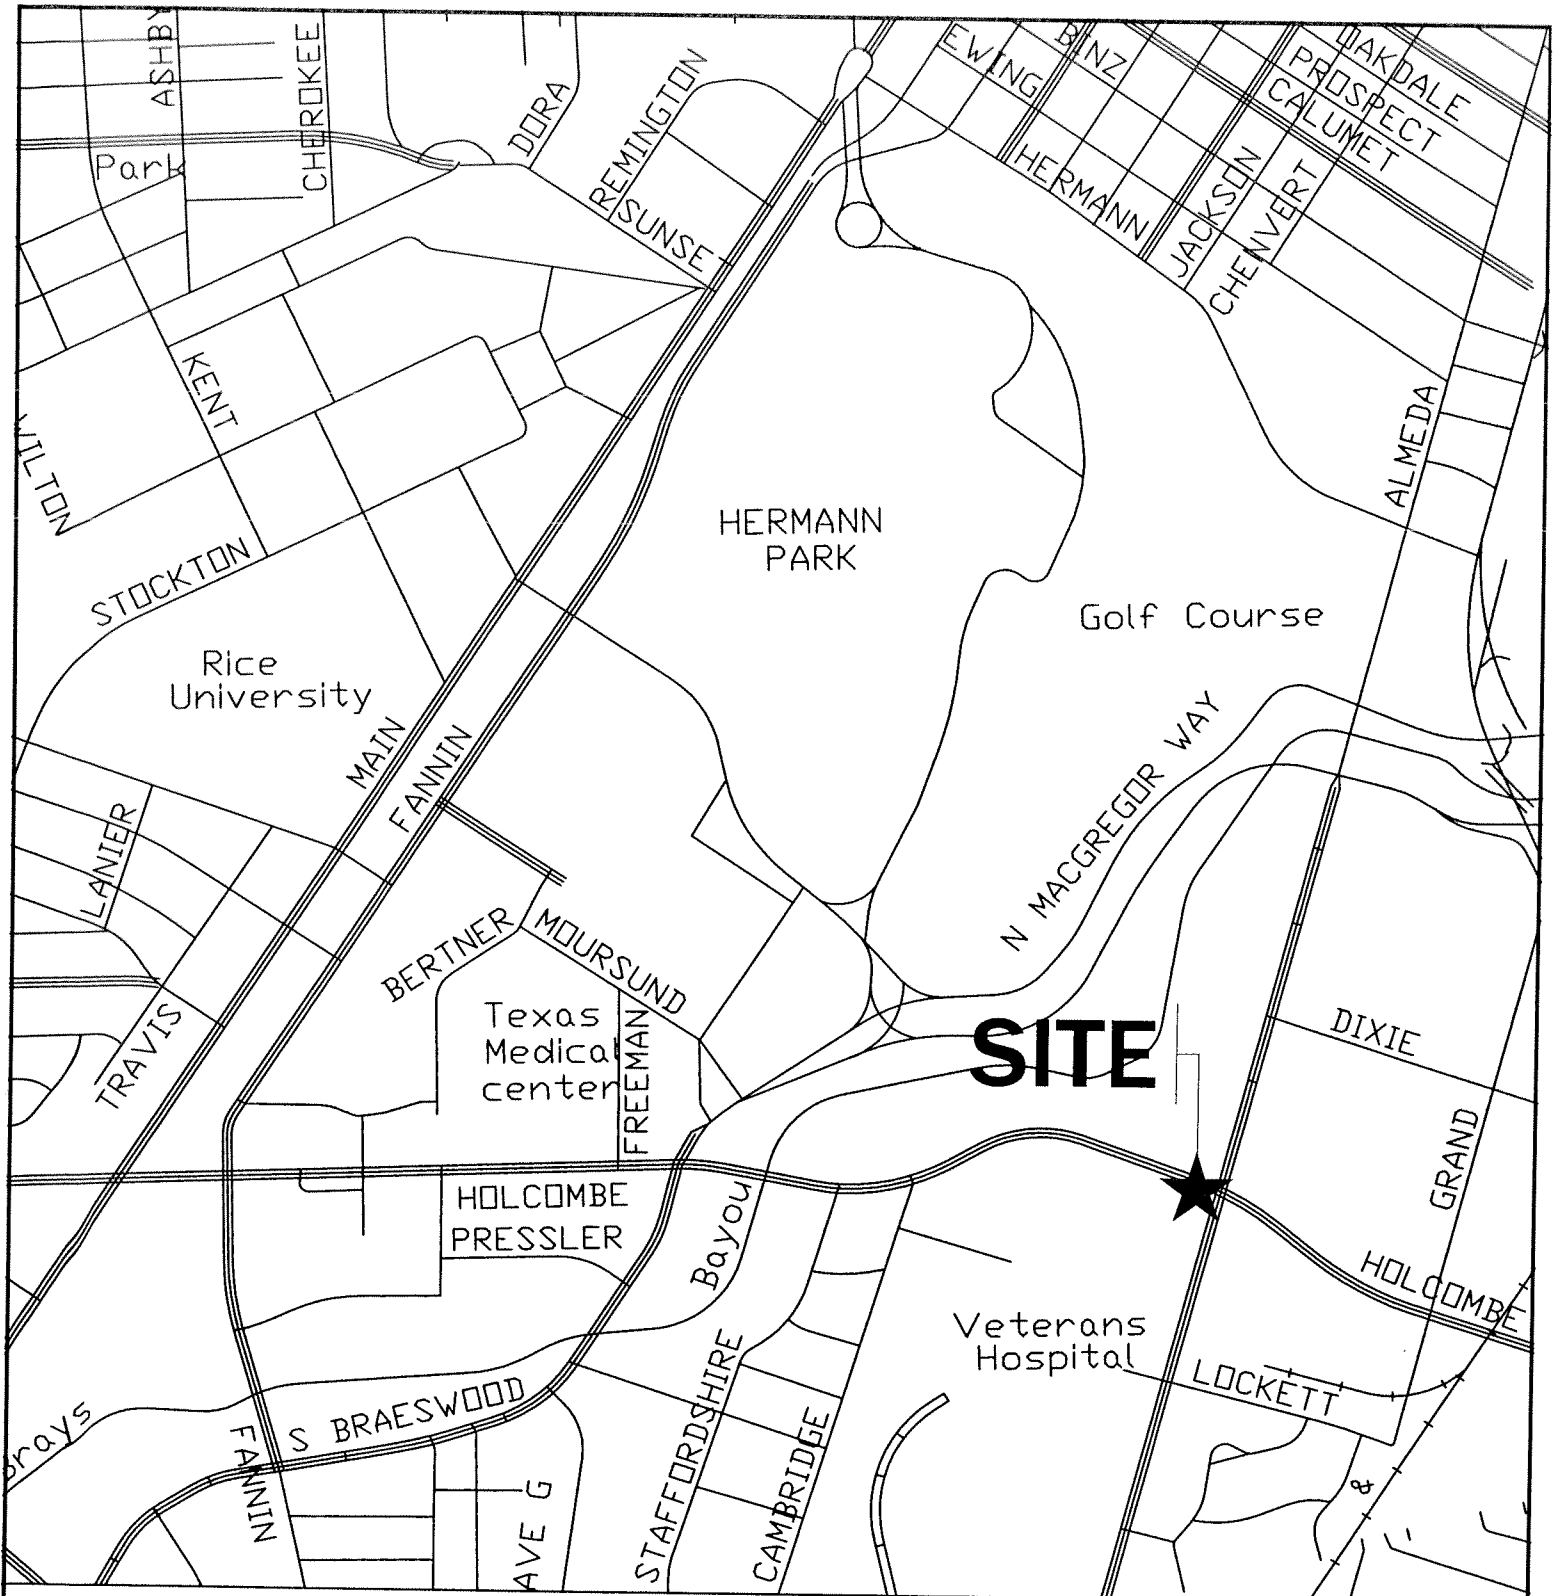 ASHBY
CHEROKEE
DORA
REMINGTON
EWING
BINZ
OAKDALE
PROSPECT
CALUMET
Park
SUNSE
HERMANN
JACKSON
CHENVERT
KENT
ALMEDA
STOCKTON
HERMANN
PARK
Golf Course
Rice
University
MAIN
FANNIN
N MACGREGOR WAY
LANIER
BERTNER
MOURSUND
TRAVIS
Texas
Medical
center
FREEMAN
SITE
DIXIE
GRAND
HOLCOMBE
PRESSLER
Bayou
HOLCOMBE
Veterans
Hospital
LOCKETT
S BRAESWOOD
FANNIN
AVE G
STAFFORDSHIRE
CAMBRIDGE
&